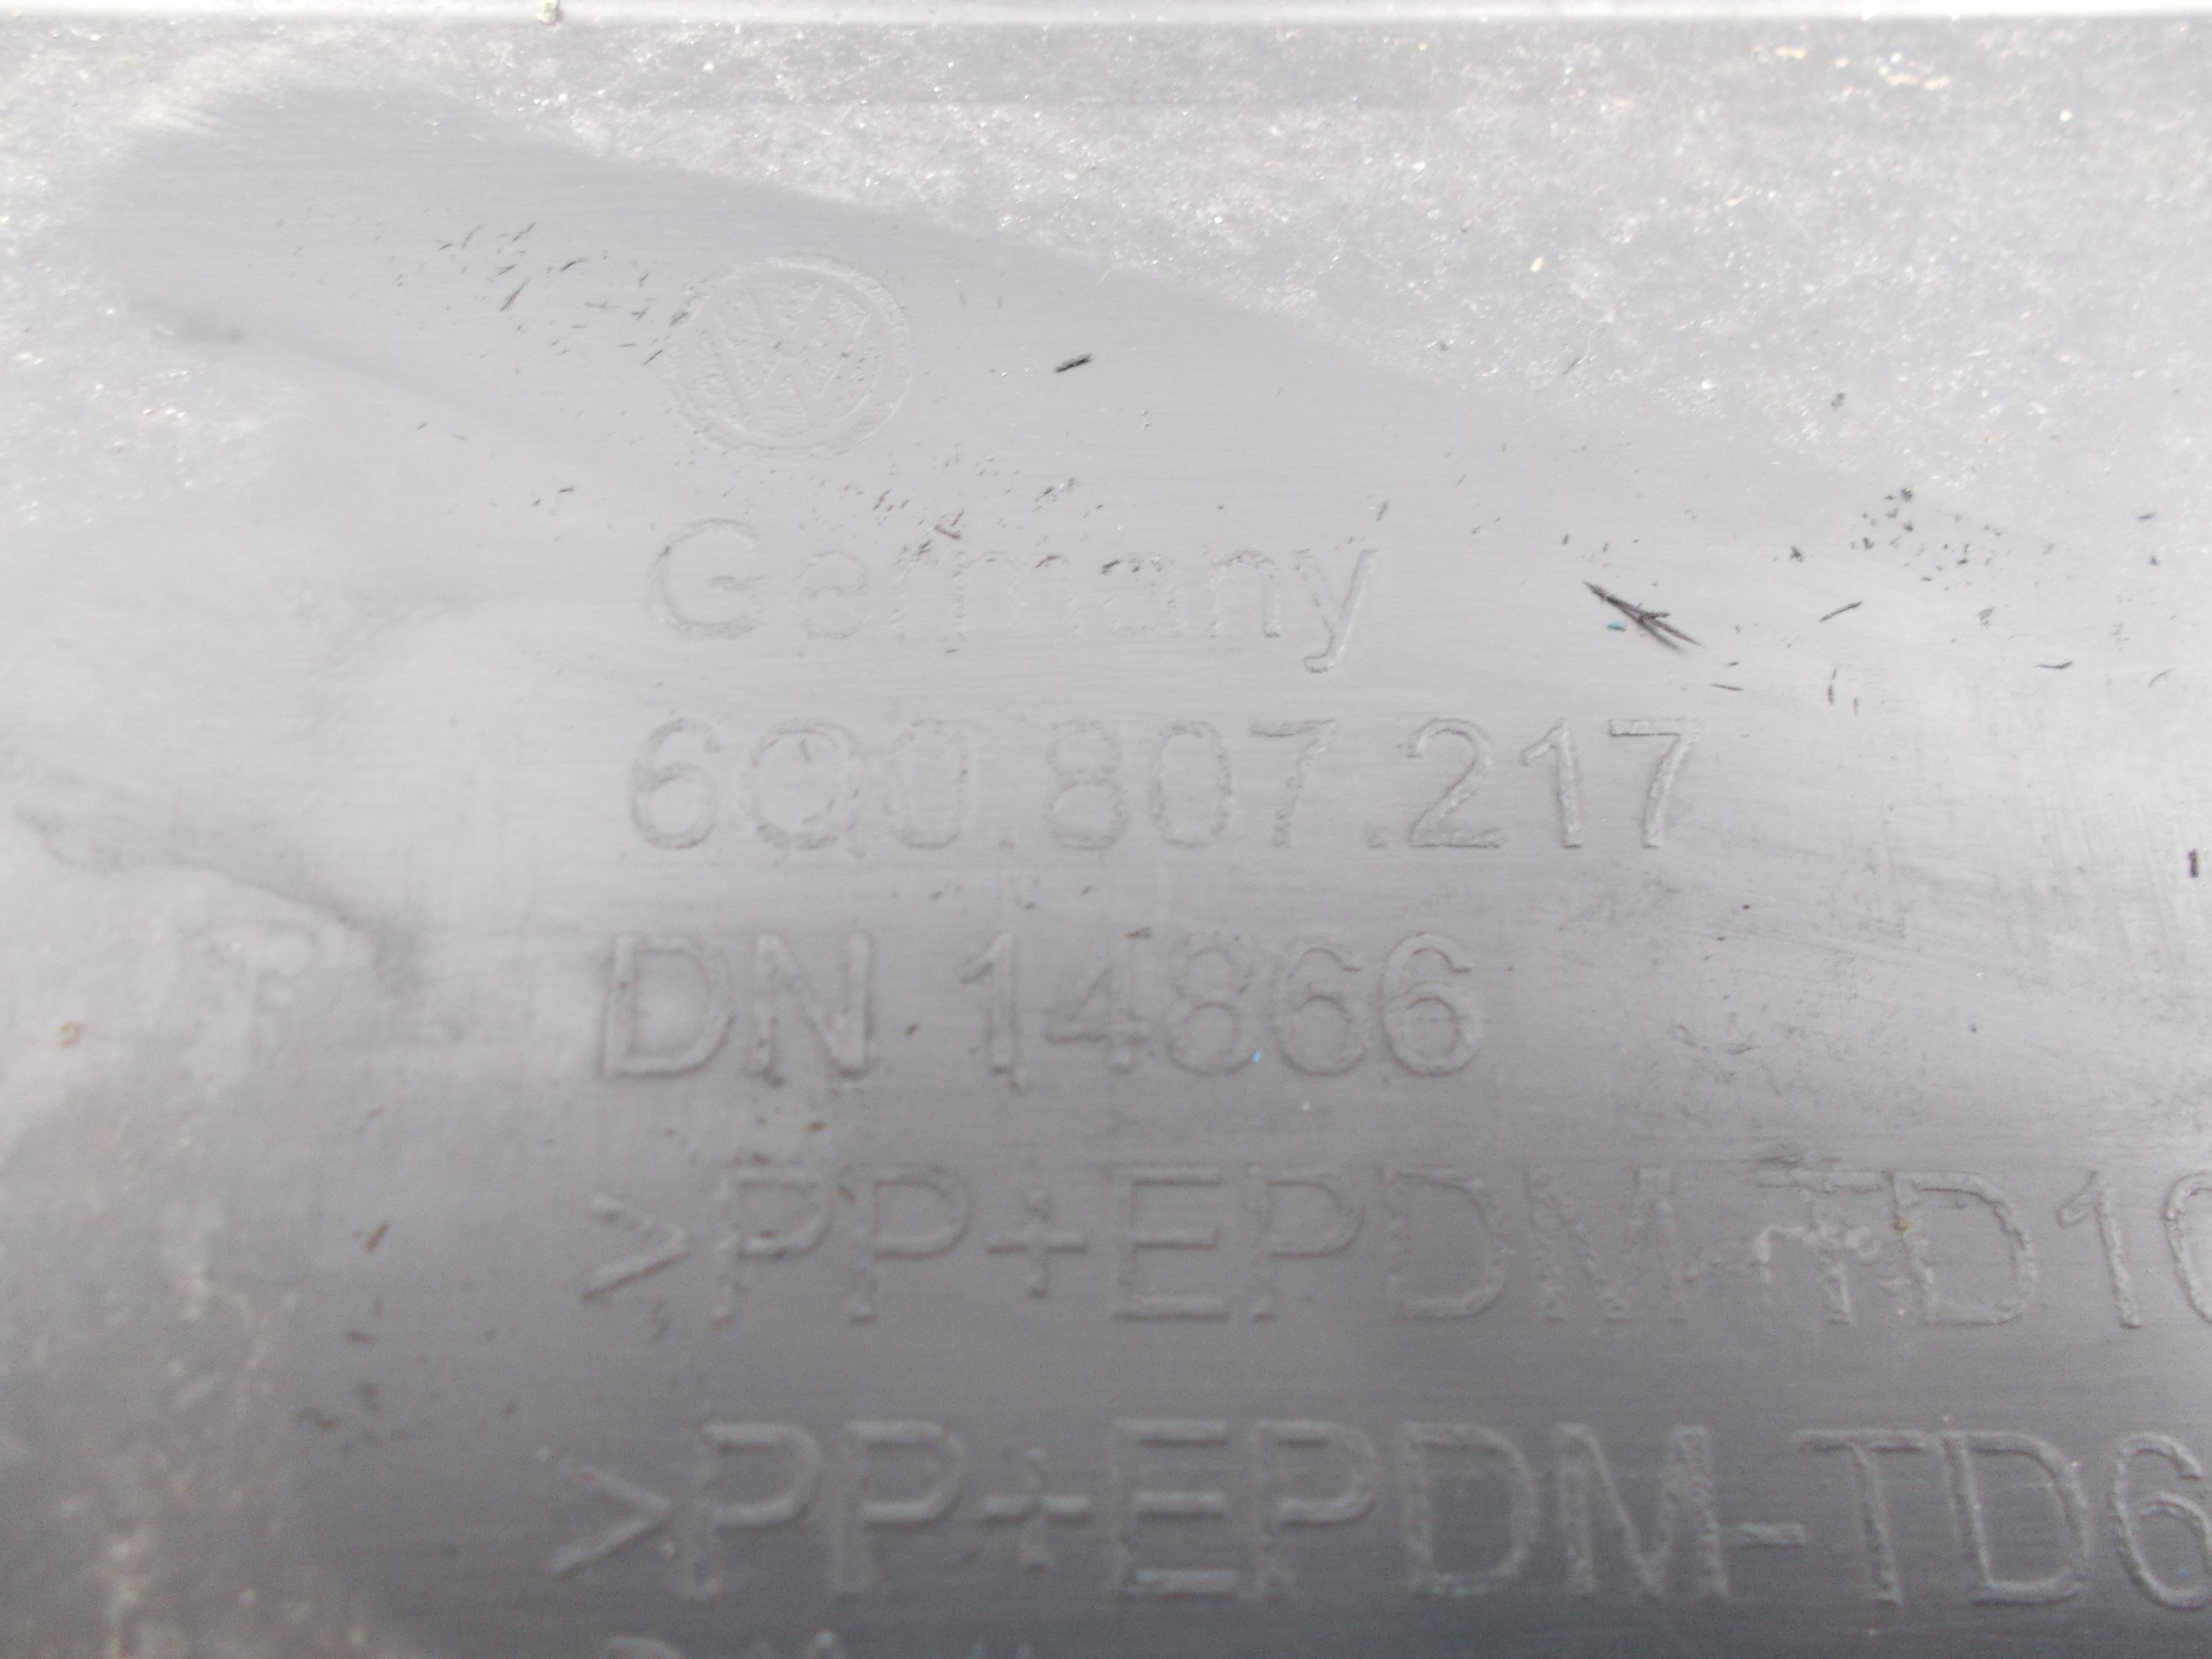 Germany
6Q0.807.217
DN 14866
>PP+EPDM-TD10
>PP+EPDM-TD6